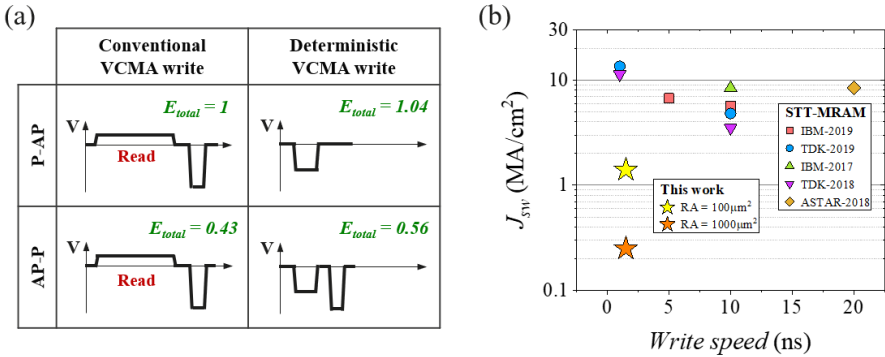 (a)
Conventional
VCMA write
Deterministic
VCMA write
P-AP
E_total = 1
V
Read
E_total = 1.04
V
AP-P
E_total = 0.43
V
Read
E_total = 0.56
V
(b)
J_sw (MA/cm²)
30
10
1
0.1
STT-MRAM
IBM-2019
TDK-2019
IBM-2017
TDK-2018
ASTAR-2018
This work
RA = 100μm²
RA = 1000μm²
0 5 10 15 20
Write speed (ns)